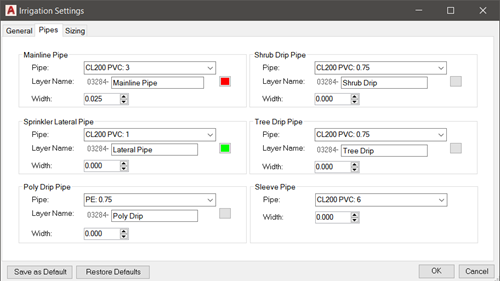 Irrigation Settings
General Pipes Sizing
Mainline Pipe
Pipe: CL200 PVC: 3
Layer Name: 03284- Mainline Pipe
Width: 0.025
Shrub Drip Pipe
Pipe: CL200 PVC: 0.75
Layer Name: 03284- Shrub Drip
Width: 0.000
Sprinkler Lateral Pipe
Pipe: CL200 PVC: 1
Layer Name: 03284- Lateral Pipe
Width: 0.000
Tree Drip Pipe
Pipe: CL200 PVC: 0.75
Layer Name: 03284- Tree Drip
Width: 0.000
Poly Drip Pipe
Pipe: PE: 0.75
Layer Name: 03284- Poly Drip
Width: 0.000
Sleeve Pipe
Pipe: CL200 PVC: 6
Width: 0.000
Save as Default Restore Defaults OK Cancel